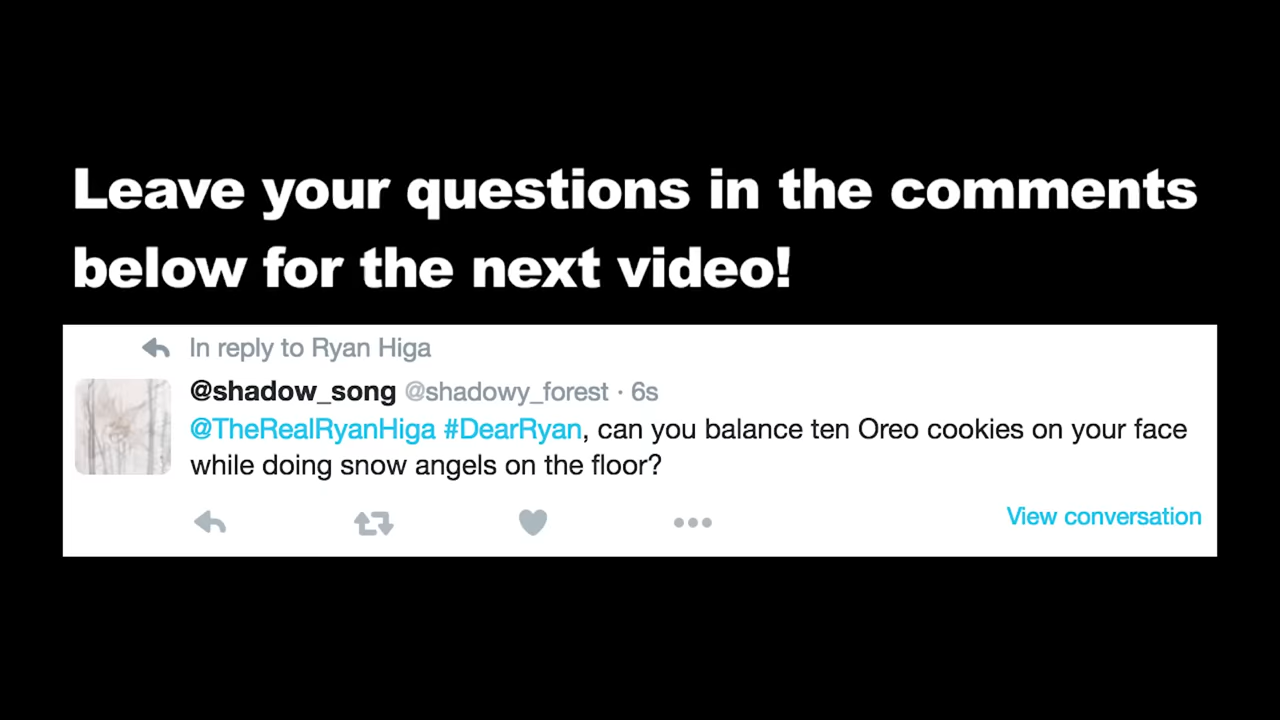 Leave your questions in the comments
below for the next video!
In reply to Ryan Higa
@shadow_song @shadowy_forest · 6s
@TheRealRyanHiga #DearRyan, can you balance ten Oreo cookies on your face
while doing snow angels on the floor?
View conversation